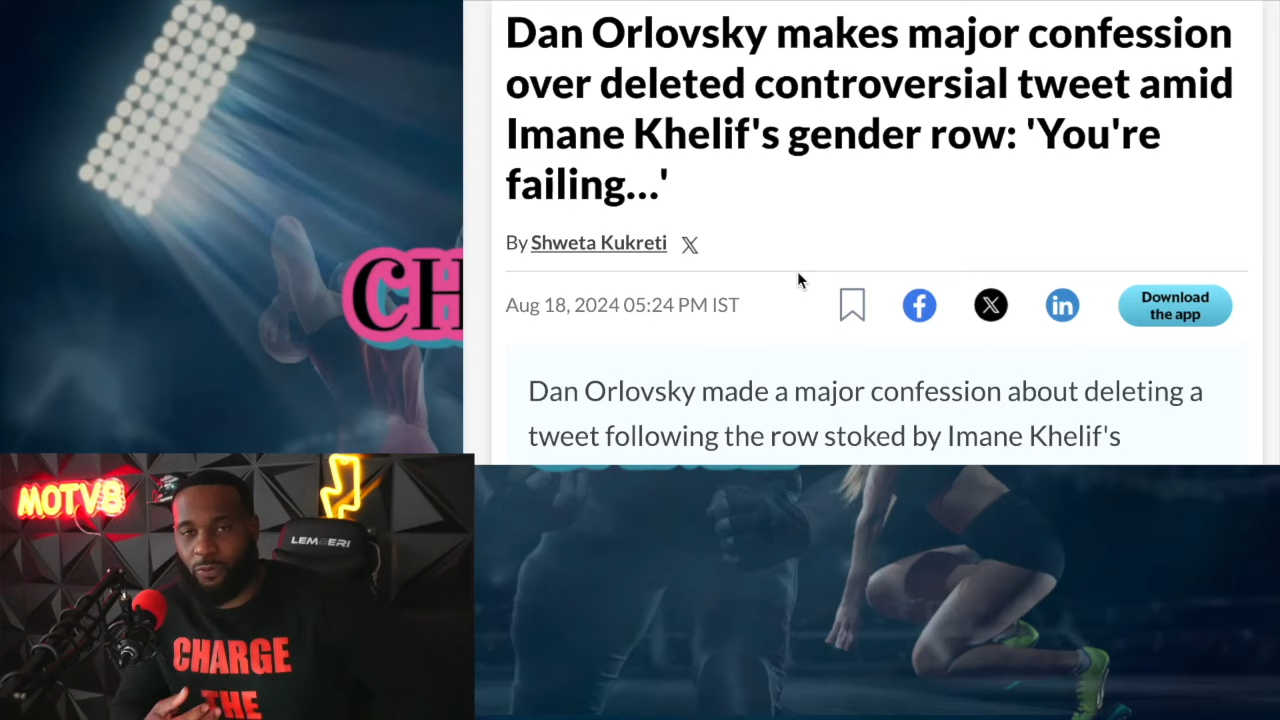 Dan Orlovsky makes major confession
over deleted controversial tweet amid
Imane Khelif's gender row: 'You're
failing...'
By Shweta Kukreti
Aug 18, 2024 05:24 PM IST
Download
the app
Dan Orlovsky made a major confession about deleting a
tweet following the row stoked by Imane Khelif's
CH
MOTV8
LEMBERI
CHARGE
THE